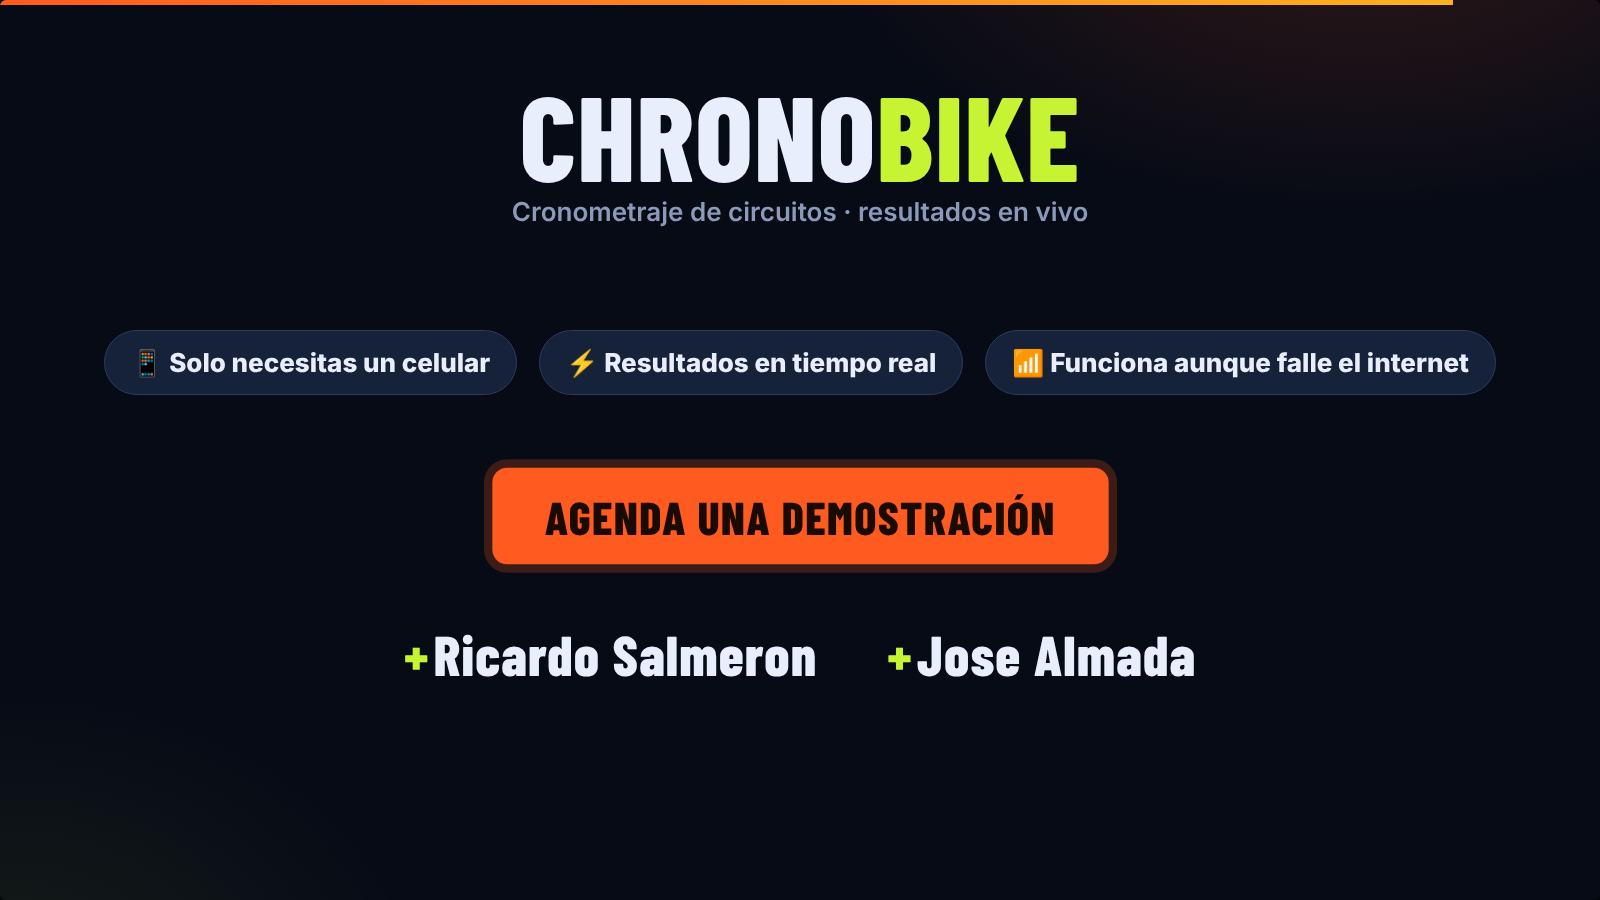 CHRONOBIKE
Cronometraje de circuitos · resultados en vivo
📱 Solo necesitas un celular
⚡ Resultados en tiempo real
📶 Funciona aunque falle el internet
AGENDA UNA DEMOSTRACIÓN
+Ricardo Salmeron
+Jose Almada